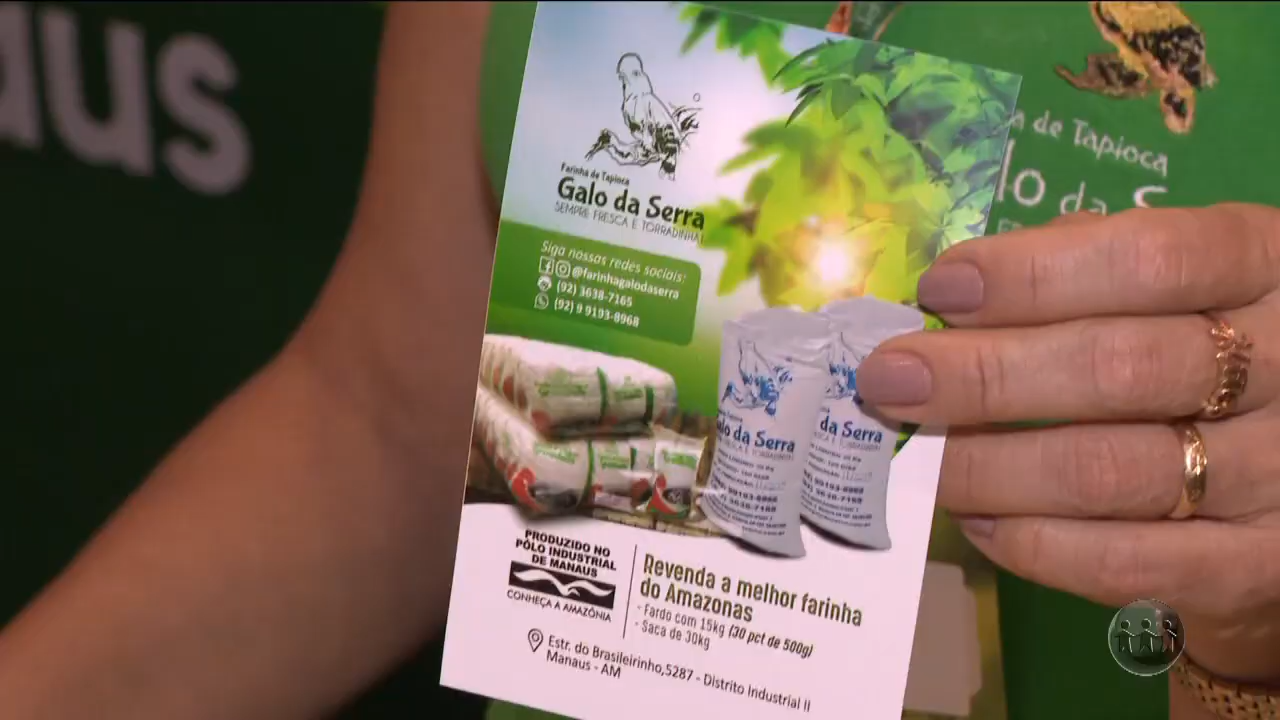 aus
Farinha de Tapioca
Galo da Serra
SEMPRE FRESCA E TORRADINHA!
Siga nossas redes sociais:
@farinhagalodaserra
(92) 3638-7165
(92) 9 9193-8968
de Tapioca
lo da S
Galo da Serra
da Serra
PRODUZIDO NO
PÓLO INDUSTRIAL
DE MANAUS
CONHEÇA A AMAZÔNIA
Revenda a melhor farinha
do Amazonas
- Fardo com 15kg (30 pct de 500g)
- Saca de 30kg
Estr. do Brasileirinho,5287 - Distrito Industrial II
Manaus - AM